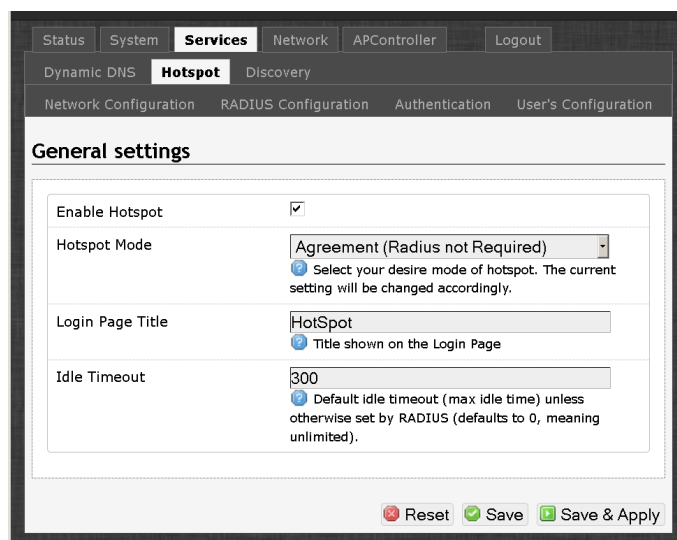 Status System Services Network APController Logout
Dynamic DNS Hotspot Discovery
Network Configuration RADIUS Configuration Authentication User's Configuration
General settings
Enable Hotspot
Hotspot Mode Agreement (Radius not Required)
Select your desire mode of hotspot. The current
setting will be changed accordingly.
Login Page Title HotSpot
Title shown on the Login Page
Idle Timeout 300
Default idle timeout (max idle time) unless
otherwise set by RADIUS (defaults to 0, meaning
unlimited).
Reset Save Save & Apply